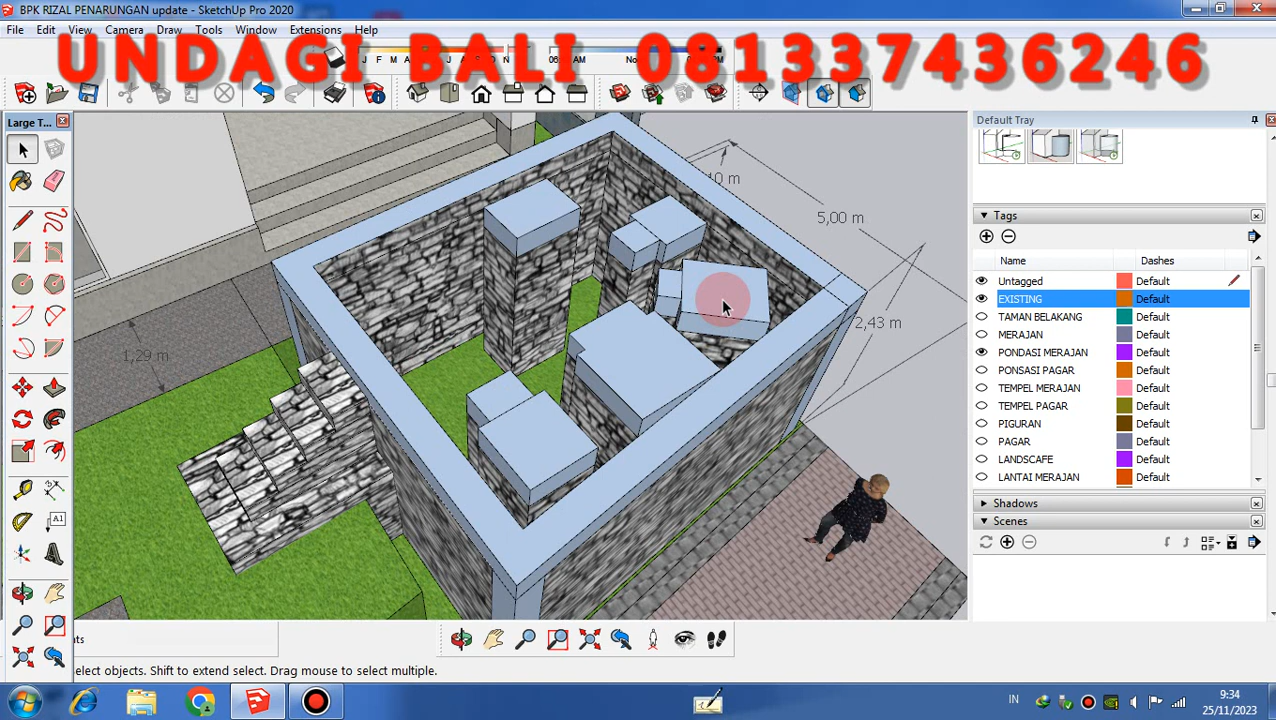 BPK RIZAL PENARUNGAN update - SketchUp Pro 2020
File Edit View Camera Draw Tools Window Extensions Help
UNDAGI BALI 081337436246
J F M A M
Large T...
Default Tray
5,00 m
2,43 m
1,29 m
A1
Tags
Name Dashes
Untagged Default
EXISTING Default
TAMAN BELAKANG Default
MERAJAN Default
PONDASI MERAJAN Default
PONSASI PAGAR Default
TEMPEL MERAJAN Default
TEMPEL PAGAR Default
PIGURAN Default
PAGAR Default
LANDSCAPE Default
LANTAI MERAJAN Default
Shadows
Scenes
nts
elect objects. Shift to extend select. Drag mouse to select multiple.
IN
9:34
25/11/2023